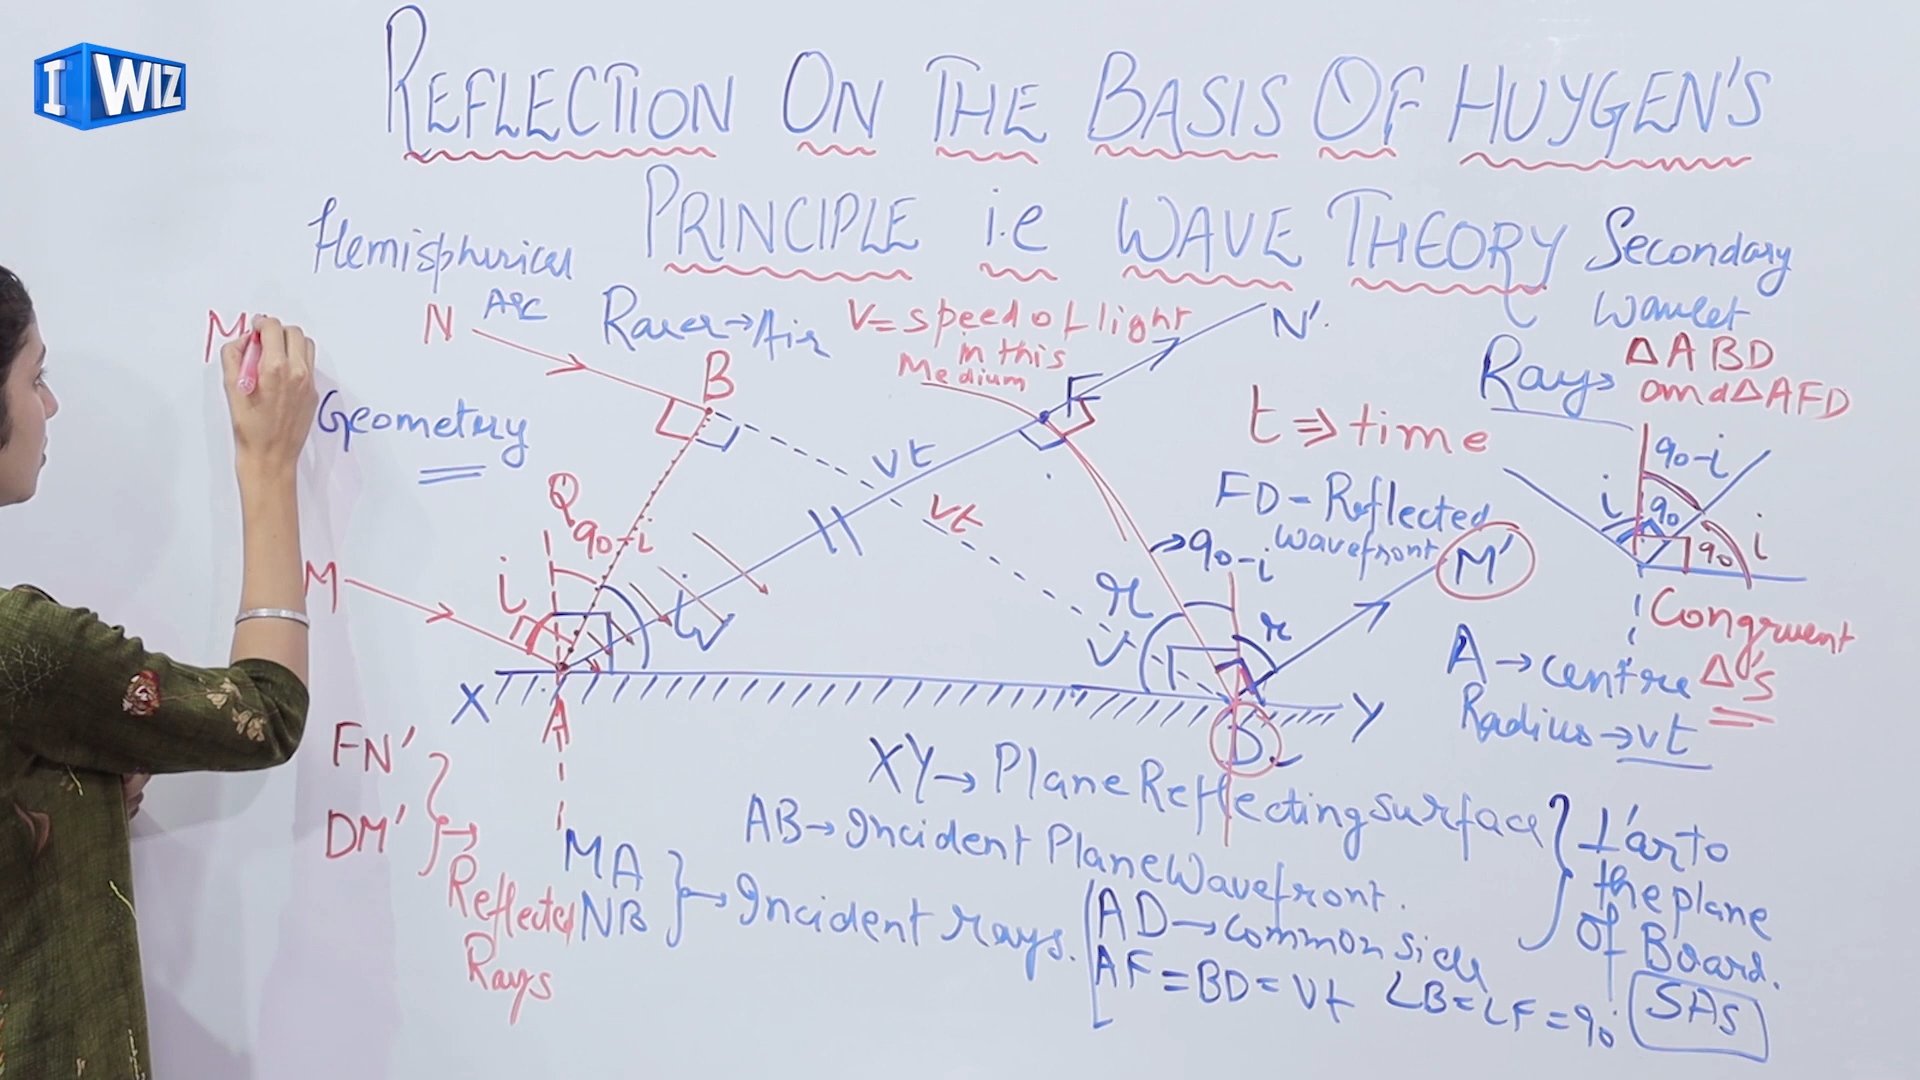 I WIZ
REFLECTION ON THE BASIS OF HUYGEN'S
PRINCIPLE i.e WAVE THEORY
Hemispherical
Arc
Secondary
Wavelet
Rarer→Air
V=speed of light
in this
Medium
N
B
F
N'.
M
Rays
ΔABD
and ΔAFD
Geometry
t⇒time
vt
vt
FD-Reflected
wavefront
M'
Q
90-i
→90-i
90-i
i
90
i
90
M
i
i
r
r
Congruent
Δ's
A→centre
Radius→vt
X
A
D
Y
FN'
DM'
→
Reflected
Rays
XY→Plane Reflecting surface
AB→Incident Plane Wavefront.
⊥'ar to
the plane
of Board.
MA
NB
→Incident rays.
AD→common side
AF=BD=vt ∠B=∠F=90
SAS